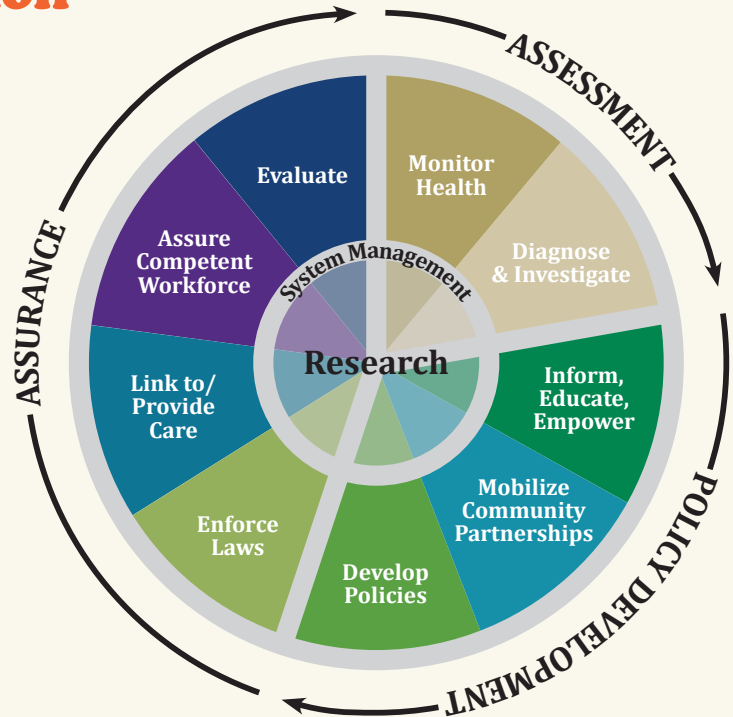 ASSESSMENT
Monitor
Health
Diagnose
& Investigate
Inform,
Educate,
Empower
Mobilize
Community
Partnerships
POLICY DEVELOPMENT
Develop
Policies
Enforce
Laws
Link to/
Provide
Care
Assure
Competent
Workforce
Evaluate
ASSURANCE
System Management
Research